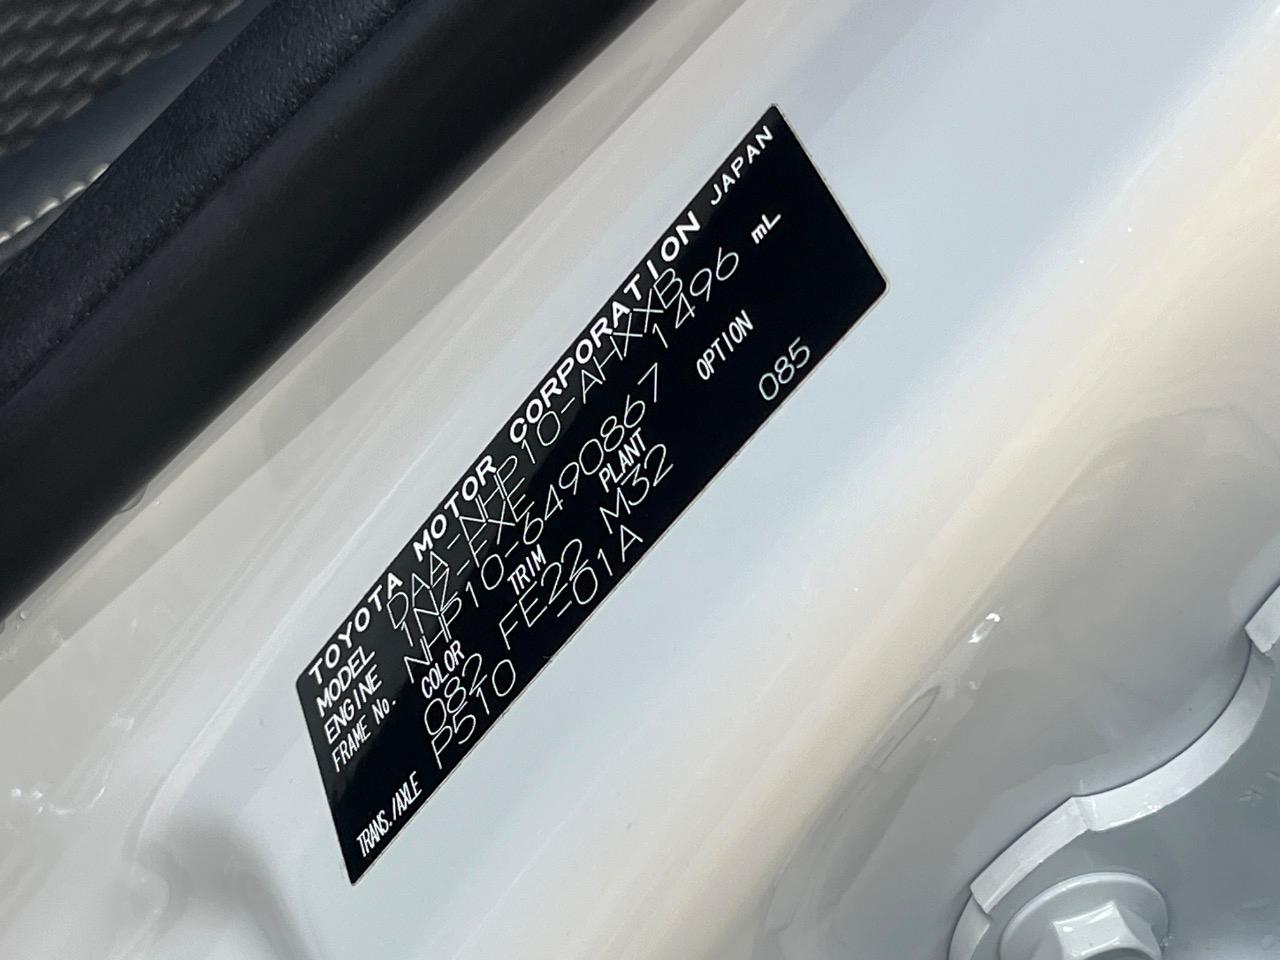 TOYOTA MOTOR CORPORATION JAPAN
MODEL DAA-NHP10-AHXXB
ENGINE 1NZ-FXE 1496 mL
FRAME No. NHP10-6490867
COLOR TRIM PLANT OPTION
082 FE22 M32 085
TRANS./AXLE P510 -01A